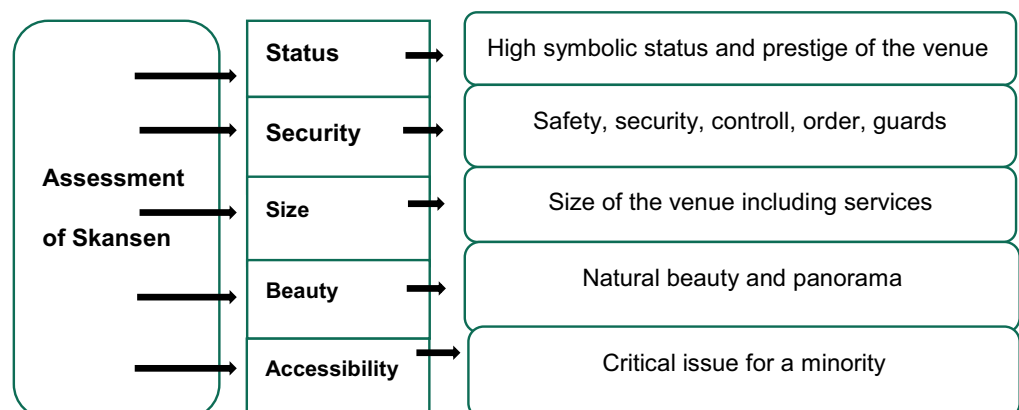 Status
High symbolic status and prestige of the venue
Security
Safety, security, controll, order, guards
Assessment
of Skansen
Size
Size of the venue including services
Beauty
Natural beauty and panorama
Accessibility
Critical issue for a minority